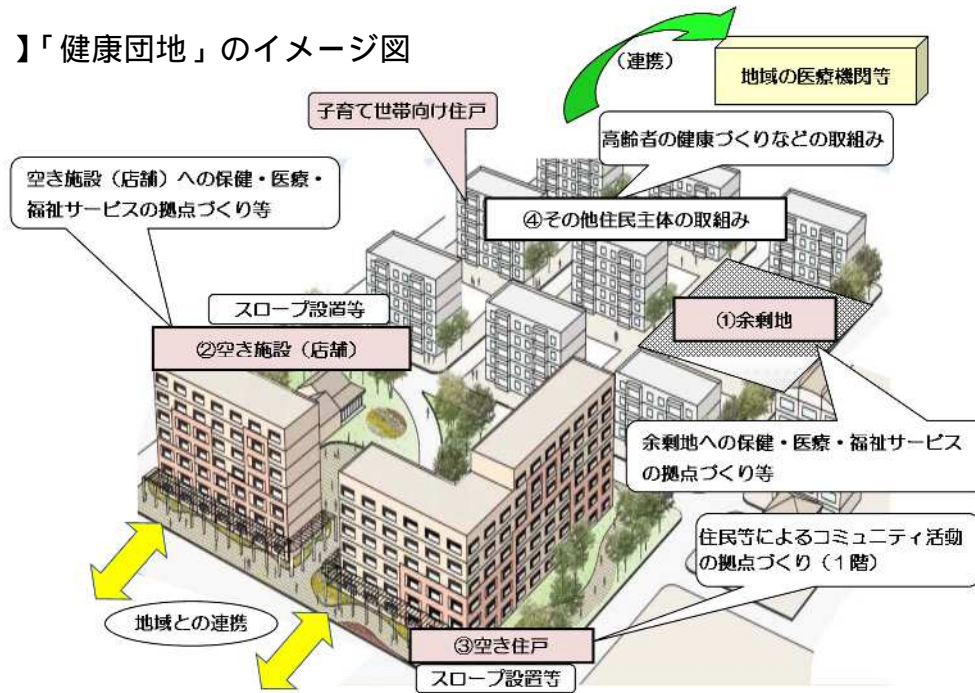 】「健康団地」のイメージ図
（連携）
地域の医療機関等
子育て世帯向け住戸
高齢者の健康づくりなどの取組み
空き施設（店舗）への保健・医療・
福祉サービスの拠点づくり等
④その他住民主体の取組み
スロープ設置等
①余剰地
②空き施設（店舗）
余剰地への保健・医療・福祉サービス
の拠点づくり等
住民等によるコミュニティ活動
の拠点づくり（１階）
地域との連携
③空き住戸
スロープ設置等